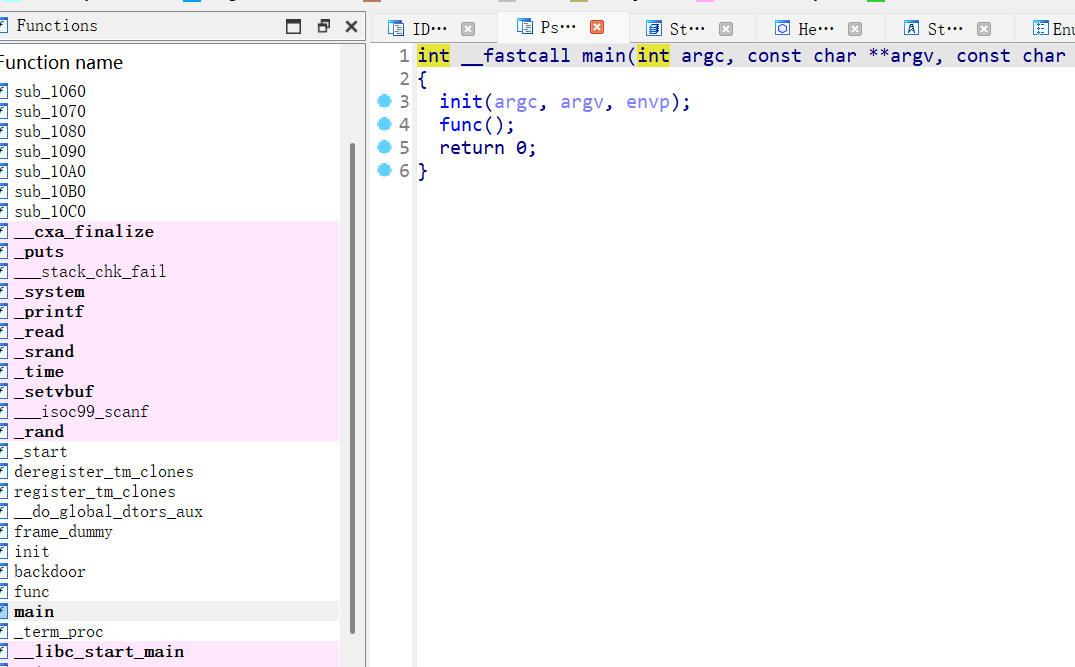 Functions
Function name
sub_1060
sub_1070
sub_1080
sub_1090
sub_10A0
sub_10B0
sub_10C0
__cxa_finalize
_puts
___stack_chk_fail
_system
_printf
_read
_srand
_time
_setvbuf
___isoc99_scanf
_rand
_start
deregister_tm_clones
register_tm_clones
__do_global_dtors_aux
frame_dummy
init
backdoor
func
main
_term_proc
__libc_start_main
ID··· Ps··· St··· He··· St··· Enu
1 int __fastcall main(int argc, const char **argv, const char
2 {
3 init(argc, argv, envp);
4 func();
5 return 0;
6 }